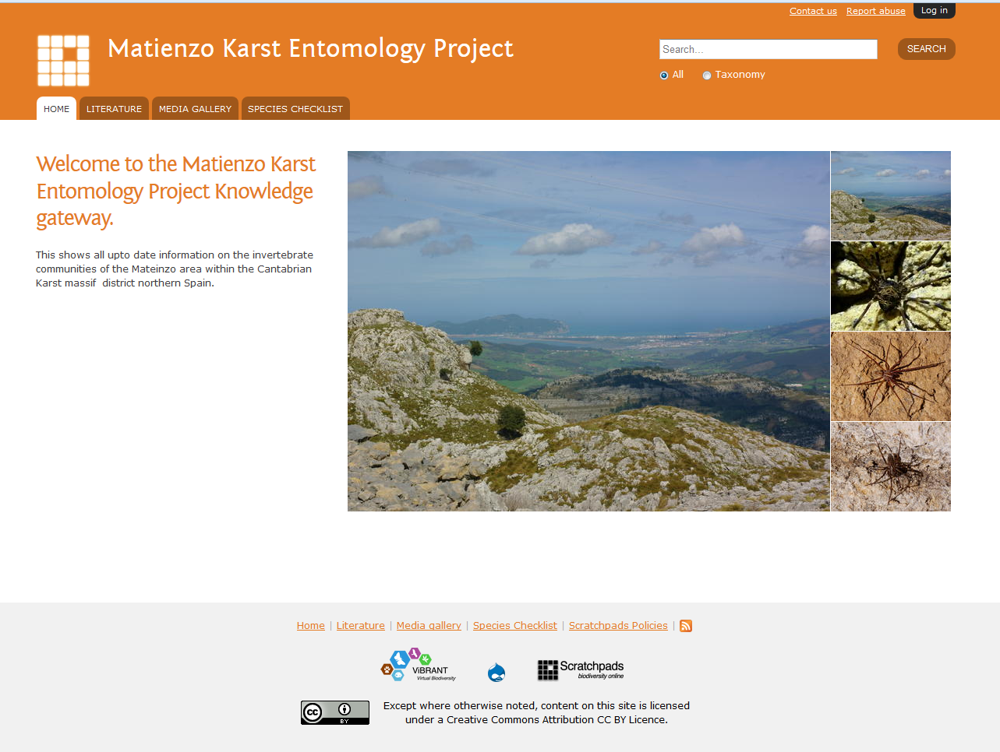 Contact us Report abuse Log in
Matienzo Karst Entomology Project
Search... SEARCH
All Taxonomy
HOME LITERATURE MEDIA GALLERY SPECIES CHECKLIST
Welcome to the Matienzo Karst
Entomology Project Knowledge
gateway.
This shows all upto date information on the invertebrate
communities of the Mateinzo area within the Cantabrian
Karst massif district northern Spain.
Home | Literature | Media gallery | Species Checklist | Scratchpads Policies |
ViBRANT
Virtual Biodiversity
Scratchpads
biodiversity online
cc BY
Except where otherwise noted, content on this site is licensed
under a Creative Commons Attribution CC BY Licence.